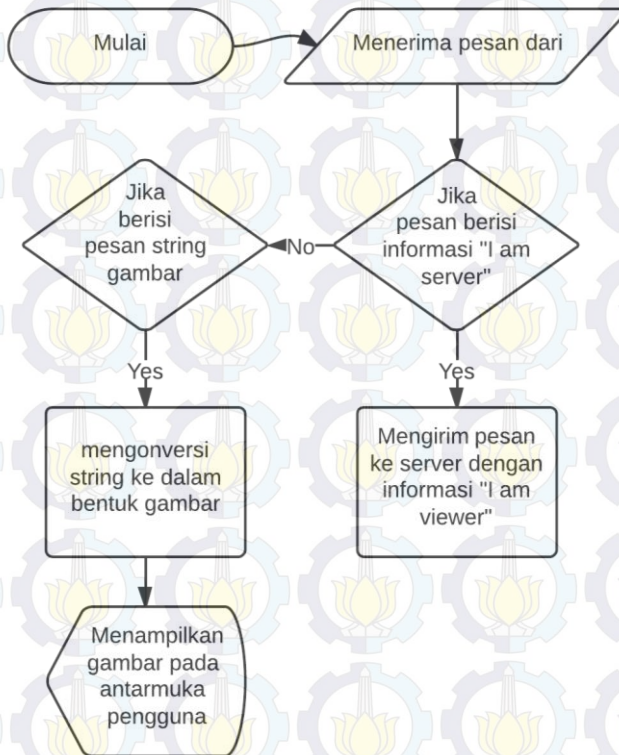 Mulai
Menerima pesan dari
Jika
pesan berisi
informasi "I am
server"
No
Jika
berisi
pesan string
gambar
Yes
Yes
mengonversi
string ke dalam
bentuk gambar
Mengirim pesan
ke server dengan
informasi "I am
viewer"
Menampilkan
gambar pada
antarmuka
pengguna